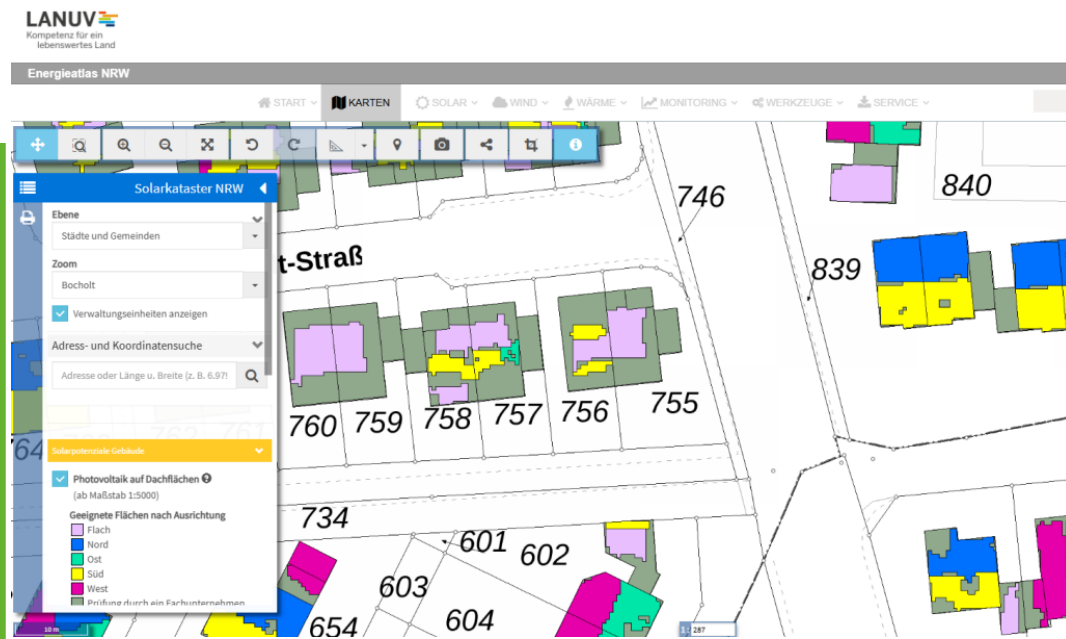 LANUV
Kompetenz für ein
lebenswertes Land
Energieatlas NRW
START
KARTEN
SOLAR
WIND
WÄRME
MONITORING
WERKZEUGE
SERVICE
Solarkataster NRW
Ebene
Städte und Gemeinden
Zoom
Bocholt
Verwaltungseinheiten anzeigen
Adress- und Koordinatensuche
Adresse oder Länge u. Breite (z. B. 6.97
Solarpotenziale Gebäude
Photovoltaik auf Dachflächen
(ab Maßstab 1:5000)
Geeignete Flächen nach Ausrichtung
Flach
Nord
Ost
Süd
West
Prüfung durch ein Fachunternehmen
10 m
t-Straß
746
840
839
760
759
758
757
756
755
764
762
761
734
601
602
603
604
654
1 : 287